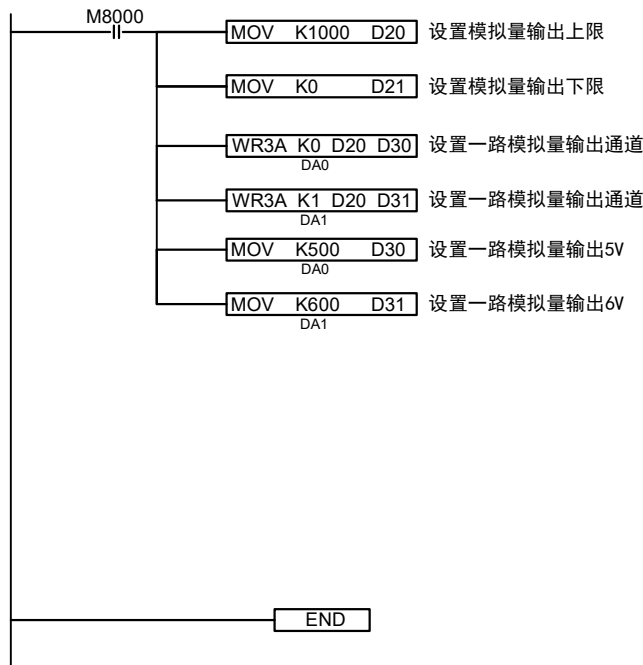 M8000
MOV K1000 D20 设置模拟量输出上限
MOV K0 D21 设置模拟量输出下限
WR3A K0 D20 D30 设置一路模拟量输出通道
DA0
WR3A K1 D20 D31 设置一路模拟量输出通道
DA1
MOV K500 D30 设置一路模拟量输出5V
DA0
MOV K600 D31 设置一路模拟量输出6V
DA1
END